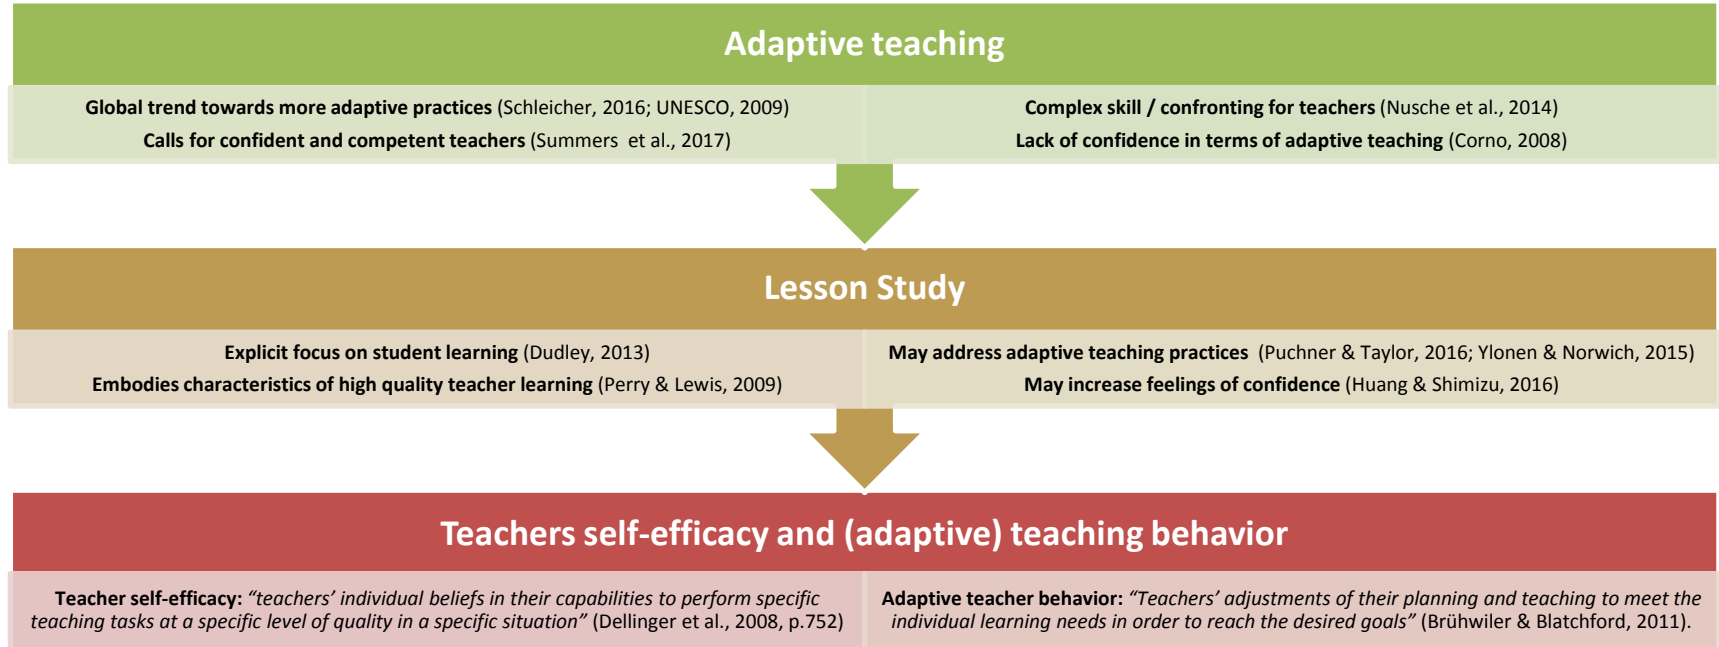 Adaptive teaching
Global trend towards more adaptive practices (Schleicher, 2016; UNESCO, 2009)
Calls for confident and competent teachers (Summers et al., 2017)
Complex skill / confronting for teachers (Nusche et al., 2014)
Lack of confidence in terms of adaptive teaching (Corno, 2008)
Lesson Study
Explicit focus on student learning (Dudley, 2013)
Embodies characteristics of high quality teacher learning (Perry & Lewis, 2009)
May address adaptive teaching practices (Puchner & Taylor, 2016; Ylonen & Norwich, 2015)
May increase feelings of confidence (Huang & Shimizu, 2016)
Teachers self-efficacy and (adaptive) teaching behavior
Teacher self-efficacy: “teachers’ individual beliefs in their capabilities to perform specific
teaching tasks at a specific level of quality in a specific situation” (Dellinger et al., 2008, p.752)
Adaptive teacher behavior: “Teachers’ adjustments of their planning and teaching to meet the
individual learning needs in order to reach the desired goals” (Brühwiler & Blatchford, 2011).